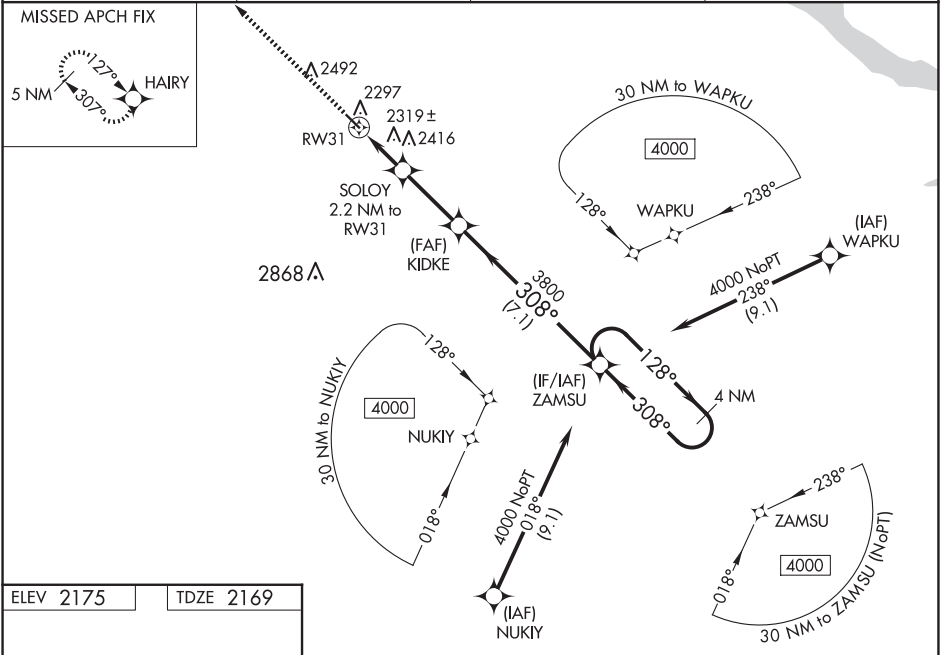 MISSED APCH FIX
127°
HAIRY
5 NM
307°
2492
2297
2319 ±
2416
RW31
SOLOY
2.2 NM to
RW31
(FAF)
KIDKE
2868
30 NM to WAPKU
4000
128°
238°
WAPKU
(IAF)
WAPKU
4000 NoPT
238°
(9.1)
3800
308°
(7.1)
(IF/IAF)
ZAMSU
128°
308°
4 NM
30 NM to NUKIY
128°
4000
NUKIY
018°
4000 NoPT
018°
(9.1)
(IAF)
NUKIY
238°
ZAMSU
4000
018°
30 NM to ZAMSU (NoPT)
ELEV 2175
TDZE 2169